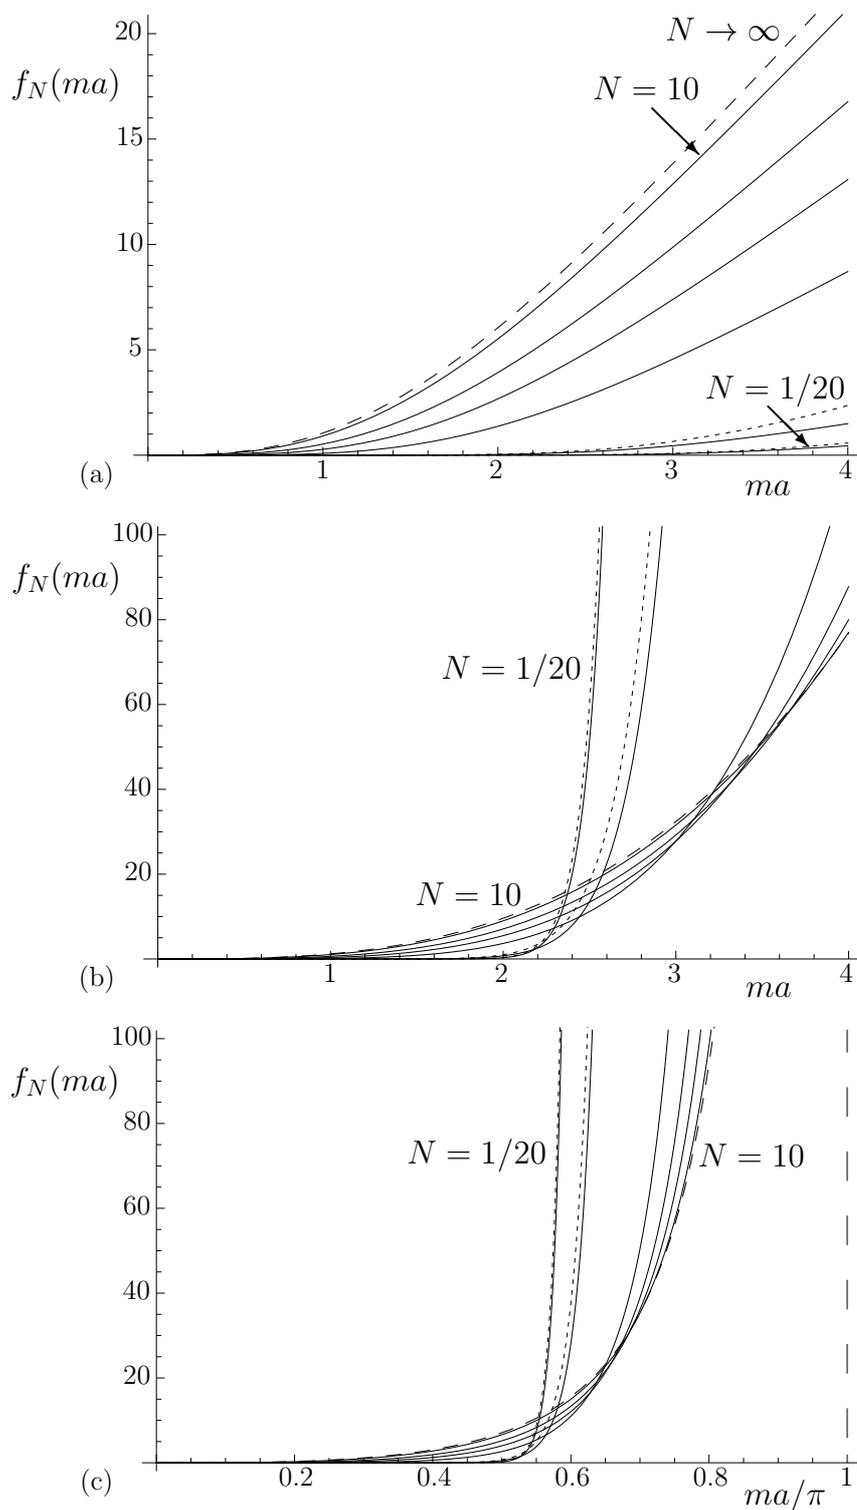 20
N → ∞
f_N(ma)
N = 10
15
10
5
N = 1/20
1 2 3 4
(a)
ma
100
f_N(ma)
80
N = 1/20
60
40
20
N = 10
1 2 3 4
(b)
ma
100
f_N(ma)
80
N = 1/20
N = 10
60
40
20
0.2 0.4 0.6 0.8 1
(c)
ma/π